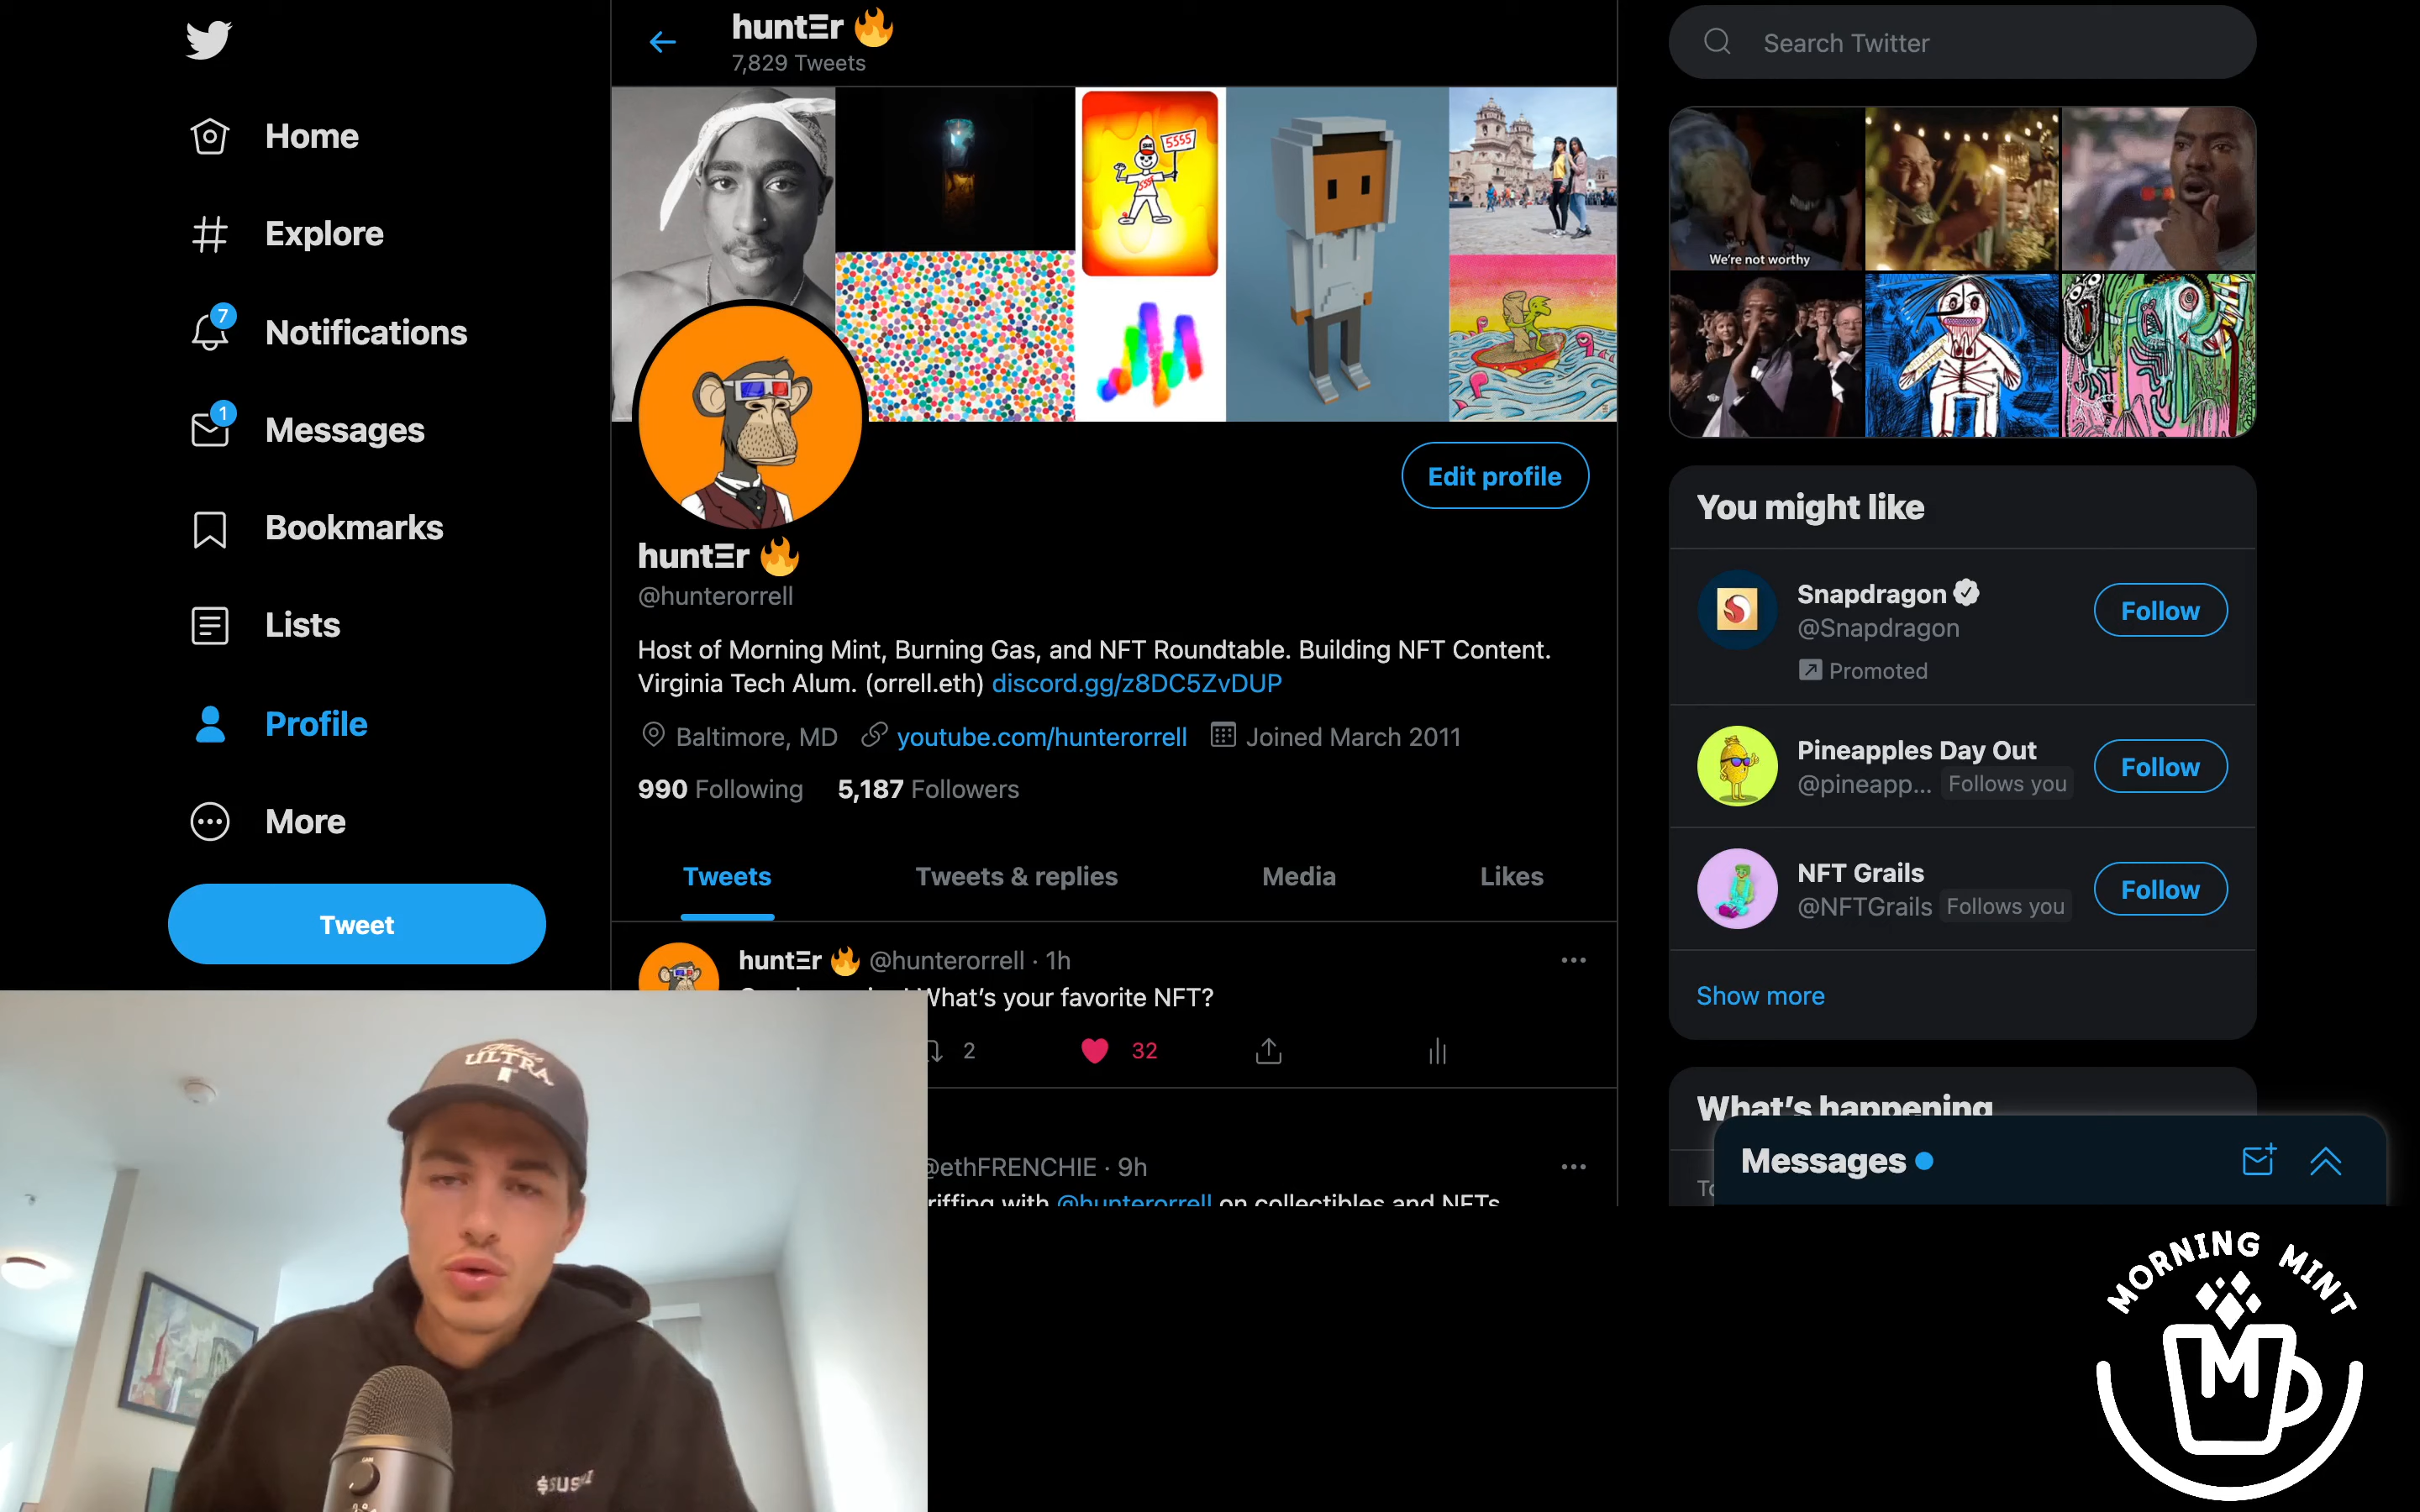 huntΞr 🔥
7,829 Tweets
Search Twitter
Home
Explore
7
Notifications
1
Messages
Bookmarks
Lists
Profile
More
Tweet
5555
We're not worthy
Edit profile
huntΞr 🔥
@hunterorrell
Host of Morning Mint, Burning Gas, and NFT Roundtable. Building NFT Content.
Virginia Tech Alum. (orrell.eth) discord.gg/z8DC5ZvDUP
Baltimore, MD youtube.com/hunterorrell Joined March 2011
990 Following 5,187 Followers
Tweets Tweets & replies Media Likes
huntΞr 🔥 @hunterorrell · 1h
What's your favorite NFT?
2 32
@ethFRENCHIE · 9h
riffing with @hunterorrell on collectibles and NFTs
You might like
Snapdragon
@Snapdragon
Promoted
Follow
Pineapples Day Out
@pineapp... Follows you
Follow
NFT Grails
@NFTGrails Follows you
Follow
Show more
What's happening
Messages
ULTRA
$SUSHI
MORNING MINT
M